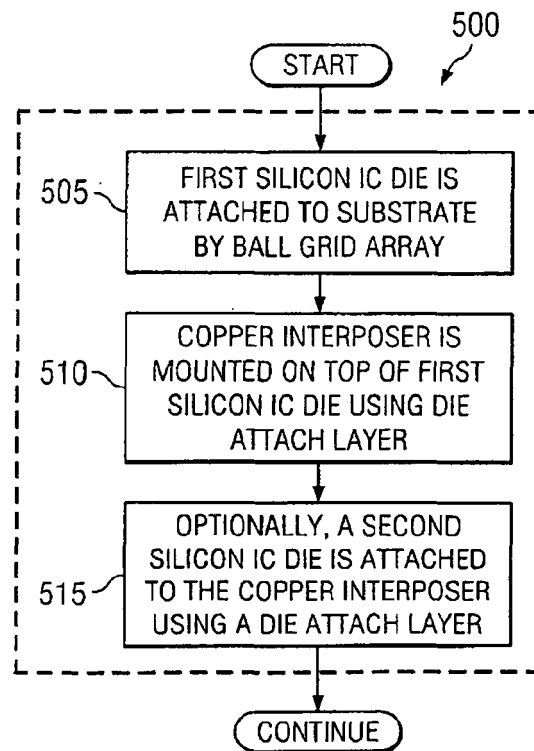 500
START
505
FIRST SILICON IC DIE IS
ATTACHED TO SUBSTRATE
BY BALL GRID ARRAY
510
COPPER INTERPOSER IS
MOUNTED ON TOP OF FIRST
SILICON IC DIE USING DIE
ATTACH LAYER
515
OPTIONALLY, A SECOND
SILICON IC DIE IS ATTACHED
TO THE COPPER INTERPOSER
USING A DIE ATTACH LAYER
CONTINUE